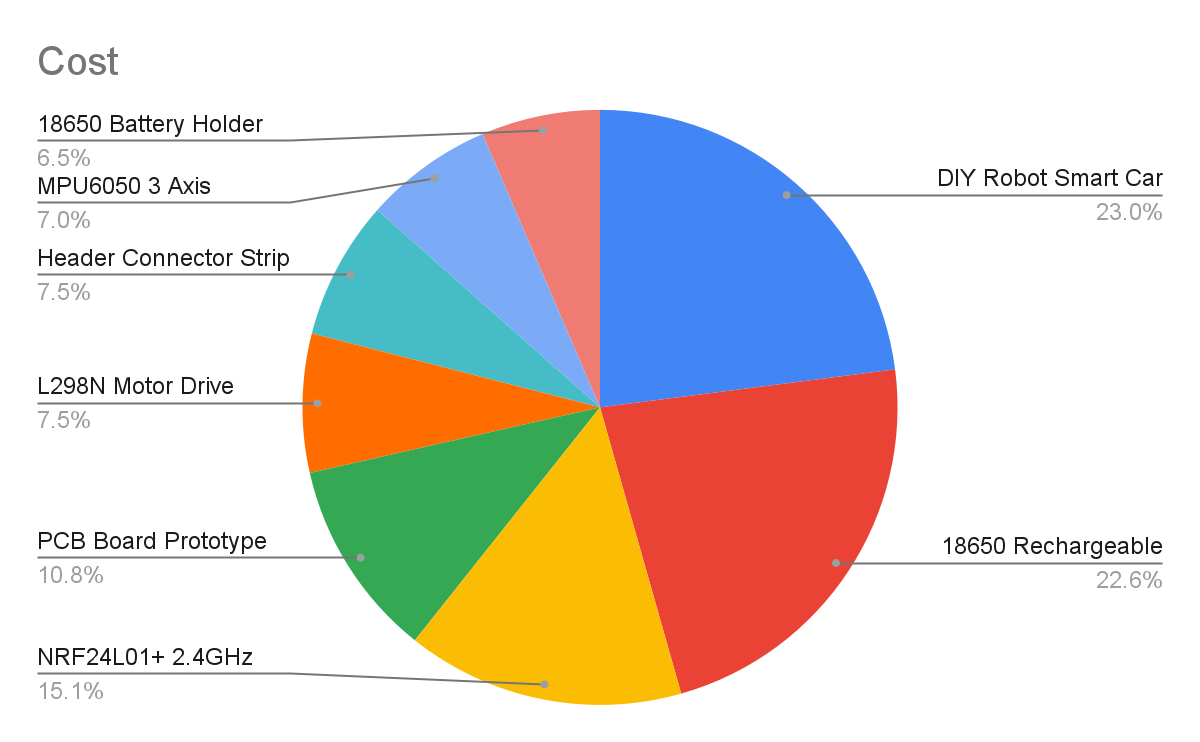 Cost
18650 Battery Holder
6.5%
MPU6050 3 Axis
7.0%
Header Connector Strip
7.5%
L298N Motor Drive
7.5%
PCB Board Prototype
10.8%
NRF24L01+ 2.4GHz
15.1%
DIY Robot Smart Car
23.0%
18650 Rechargeable
22.6%